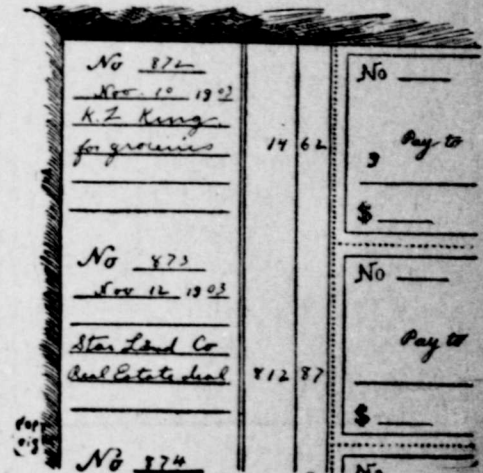 No 872
Nov. 10 1903
K. Z King.
for groceries 14 62
No 873
Nov 12 1903
Star Land Co
Real Estate deal 812 87
No 874
No
Pay to
$
No
Pay to
$
No